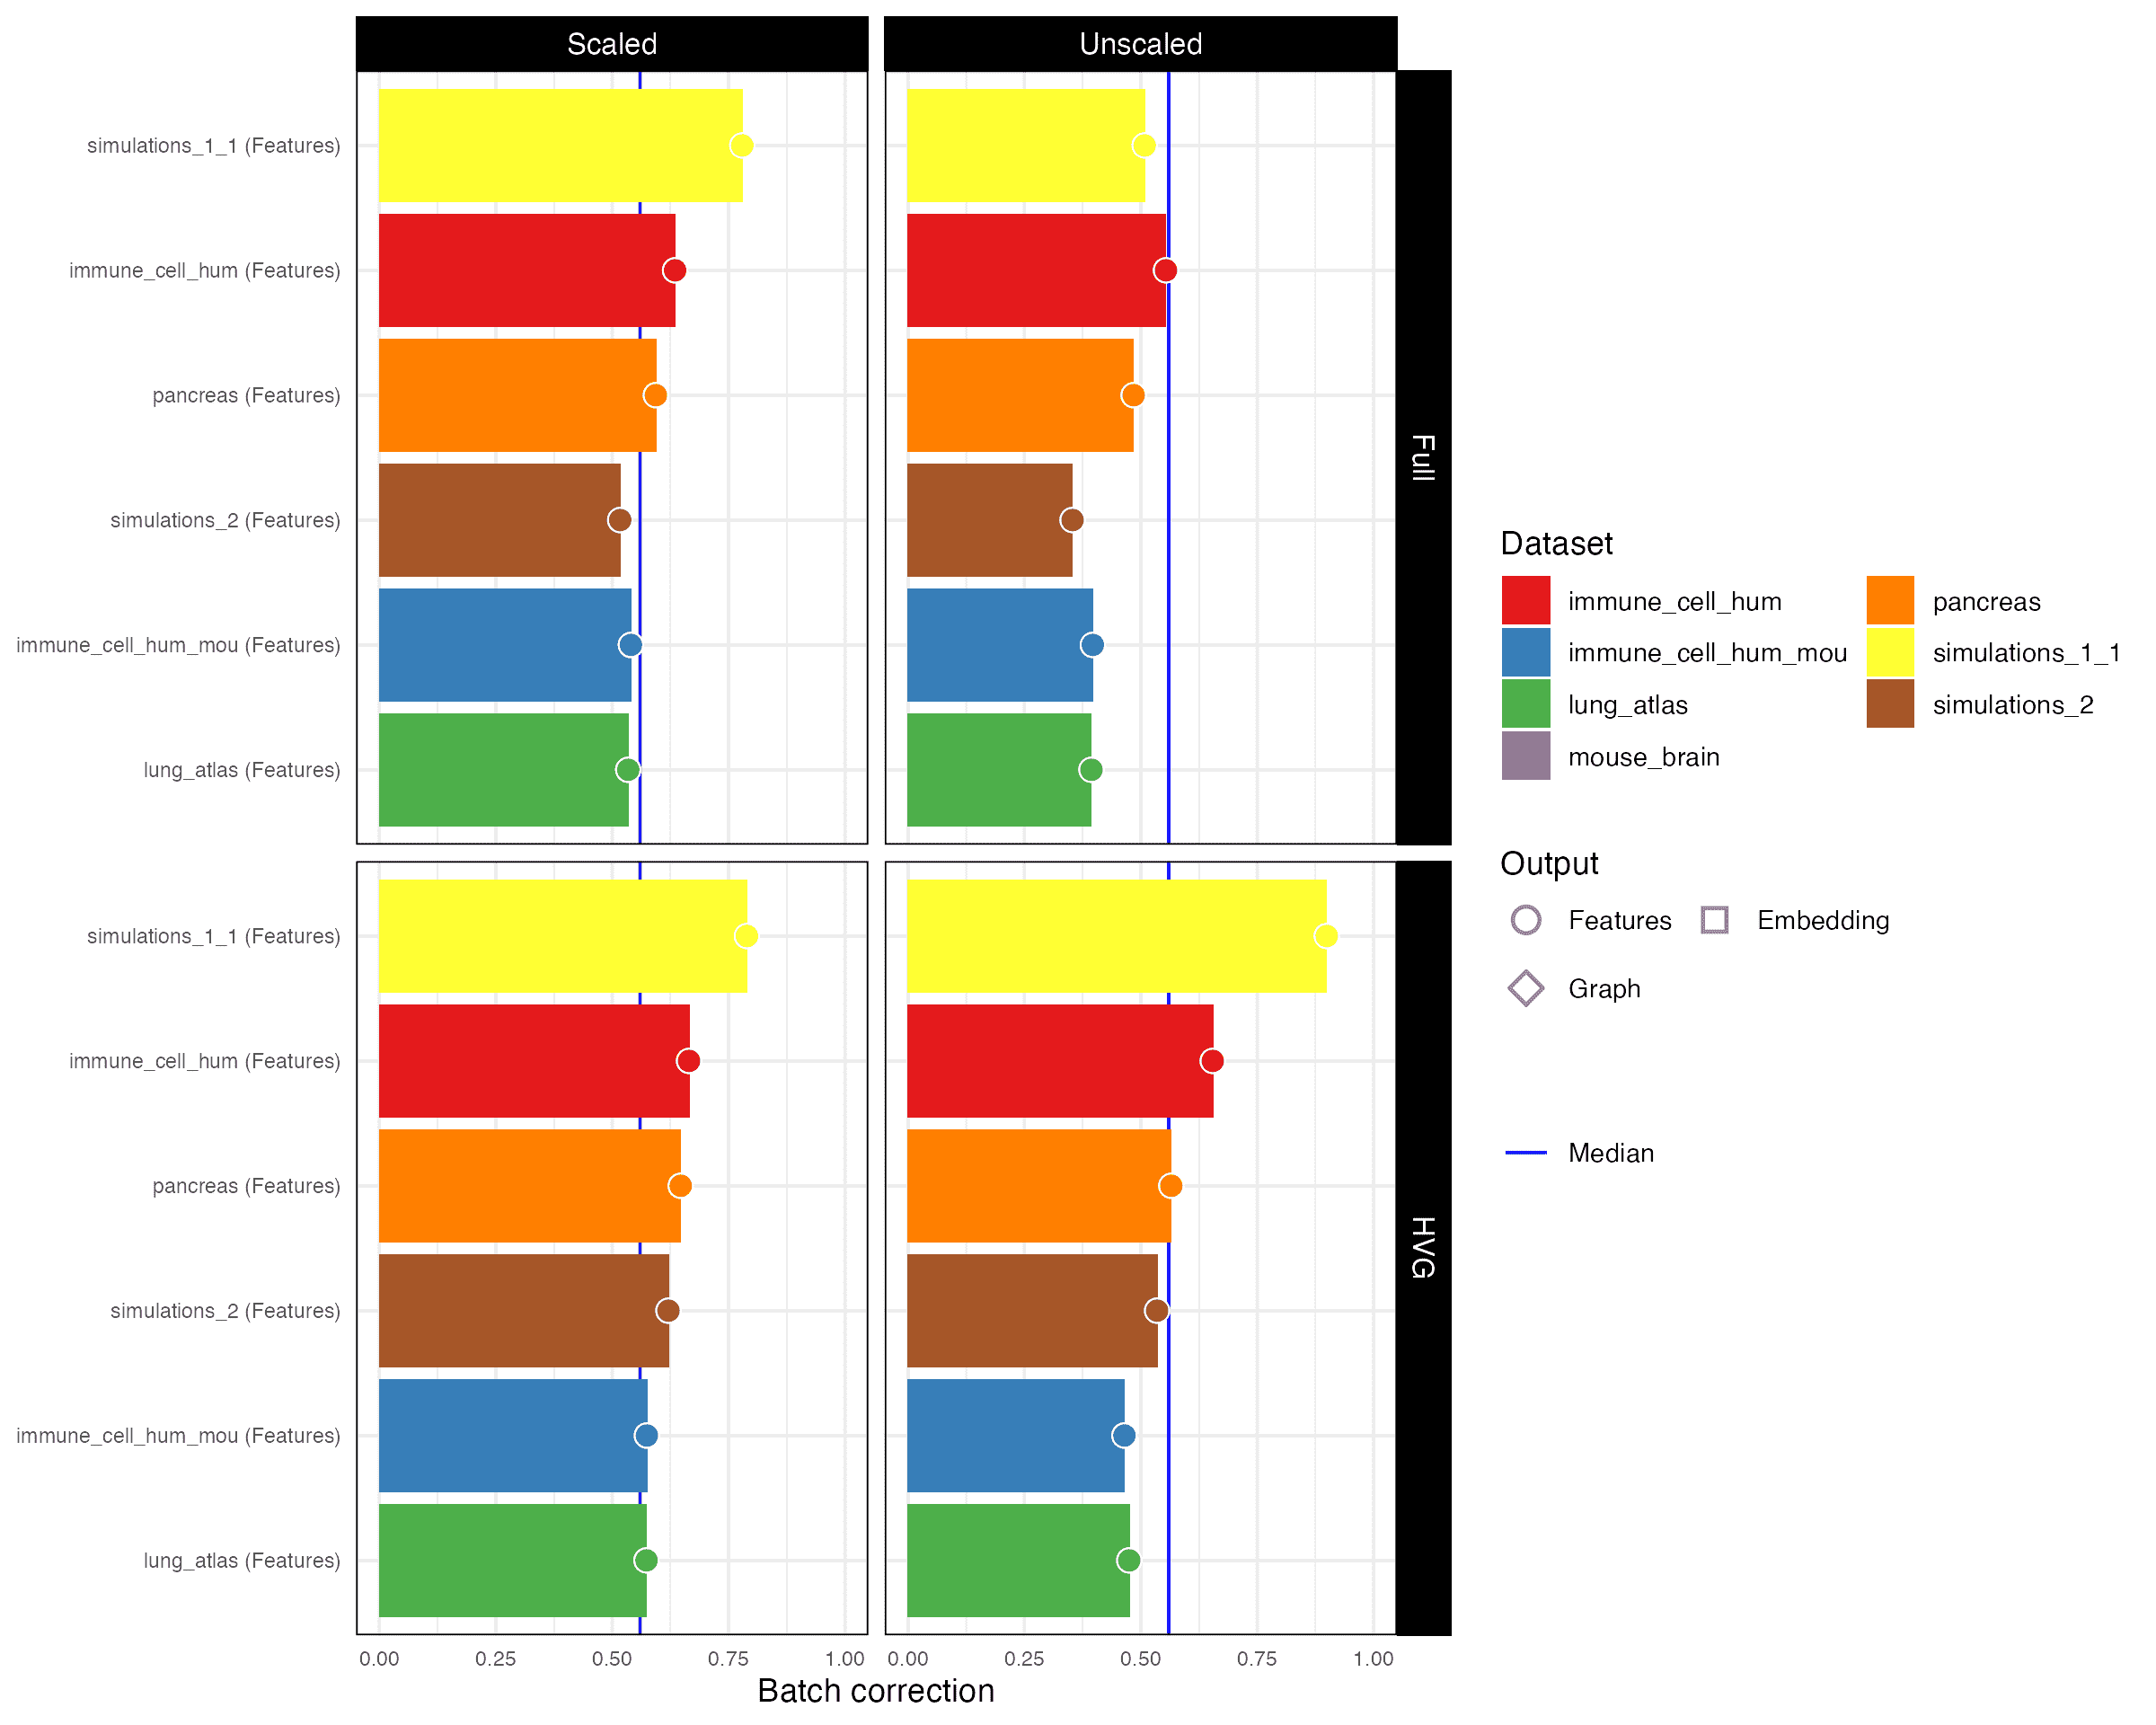 Scaled
Unscaled
simulations_1_1 (Features)
immune_cell_hum (Features)
pancreas (Features)
simulations_2 (Features)
immune_cell_hum_mou (Features)
lung_atlas (Features)
Full
simulations_1_1 (Features)
immune_cell_hum (Features)
pancreas (Features)
simulations_2 (Features)
immune_cell_hum_mou (Features)
lung_atlas (Features)
HVG
0.00 0.25 0.50 0.75 1.00
0.00 0.25 0.50 0.75 1.00
Batch correction
Dataset
immune_cell_hum
immune_cell_hum_mou
lung_atlas
mouse_brain
pancreas
simulations_1_1
simulations_2
Output
Features
Embedding
Graph
Median